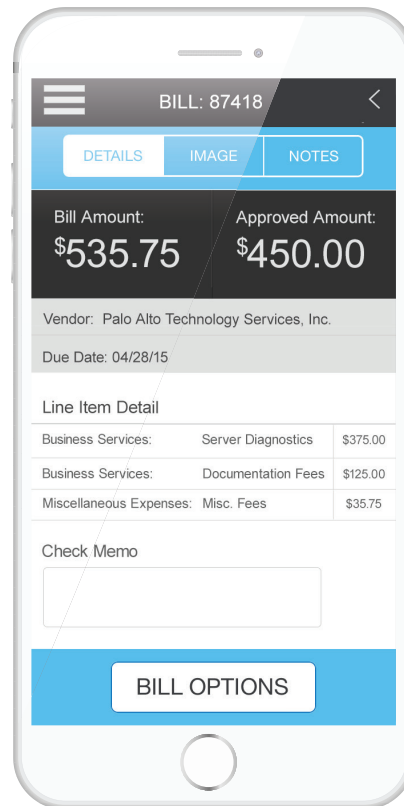 BILL: 87418
DETAILS IMAGE NOTES
Bill Amount: Approved Amount:
$535.75 $450.00
Vendor: Palo Alto Technology Services, Inc.
Due Date: 04/28/15
Line Item Detail
Business Services: Server Diagnostics $375.00
Business Services: Documentation Fees $125.00
Miscellaneous Expenses: Misc. Fees $35.75
Check Memo
BILL OPTIONS